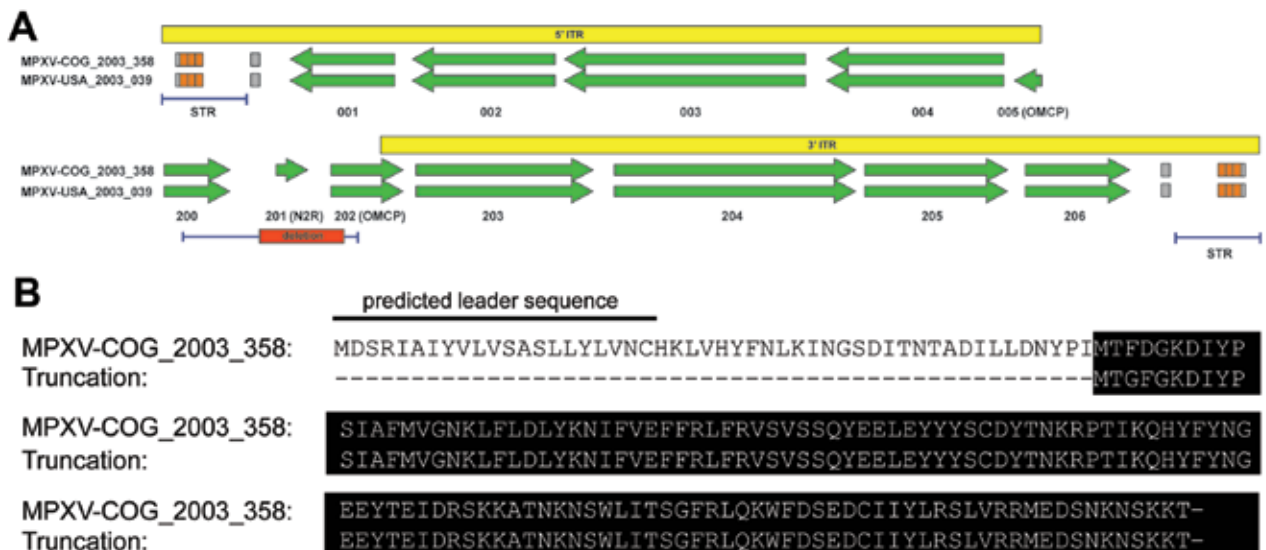 A
5' ITR
MPXV-COG_2003_358
MPXV-USA_2003_039
STR 001 002 003 004 005 (OMCP)
3' ITR
MPXV-COG_2003_358
MPXV-USA_2003_039
200 201 (N2R) 202 (OMCP) 203 204 205 206
deletion
STR
B
predicted leader sequence
MPXV-COG_2003_358: MDSRIAIYVLVSASLLYLVNCHKLVHYFNLKINGSDITNTADILLDNYPIMTFDGKDIYP
Truncation: --------------------------------------------------MTGFGKDIYP
MPXV-COG_2003_358: SIAFMVGNKLFLDLYKNIFVEFFRLFRVSVSSQYEELEYYYSCDYTNKRPTIKQHYFYNG
Truncation: SIAFMVGNKLFLDLYKNIFVEFFRLFRVSVSSQYEELEYYYSCDYTNKRPTIKQHYFYNG
MPXV-COG_2003_358: EEYTEIDRSKKATNKNSWLITSGFRLQKWFDSEDCIIYLRSLVRRMEDSNKNSKKT-
Truncation: EEYTEIDRSKKATNKNSWLITSGFRLQKWFDSEDCIIYLRSLVRRMEDSNKNSKKT-